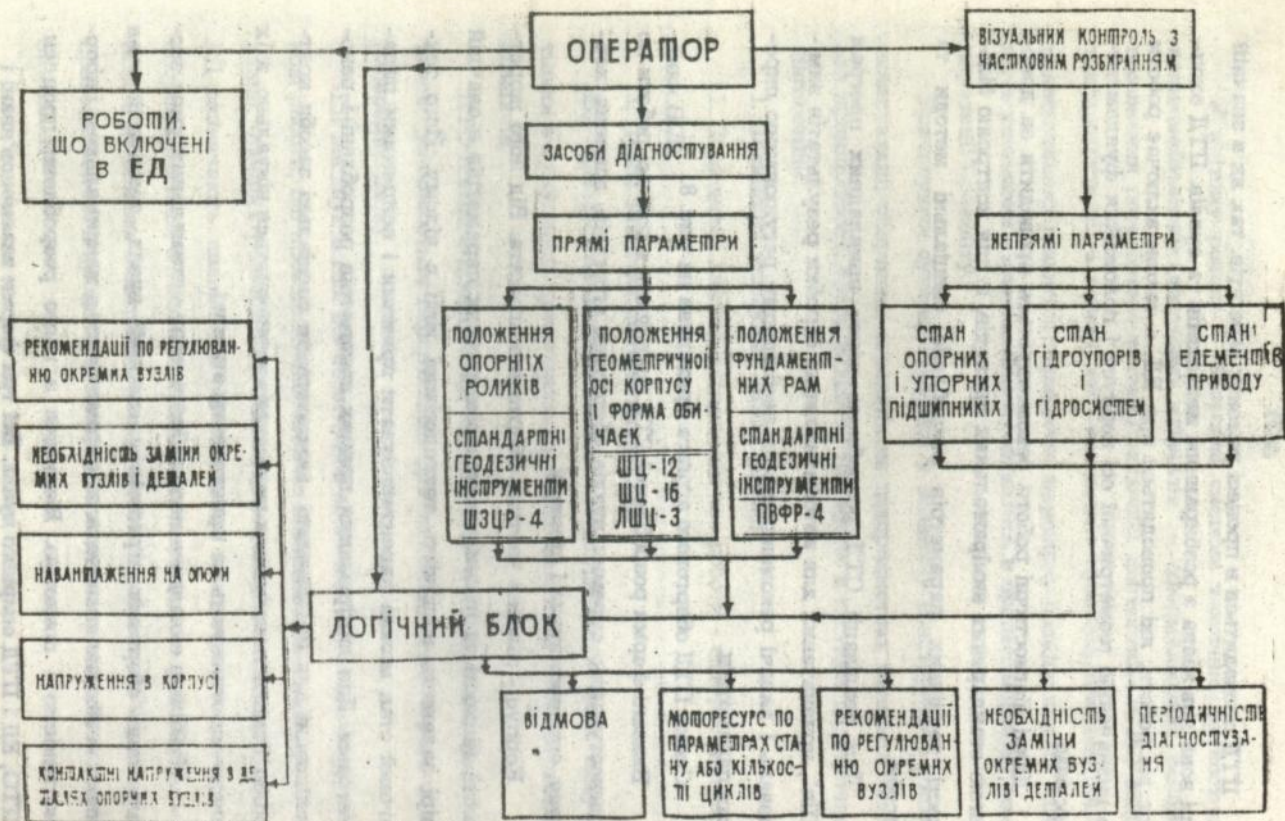 ОПЕРАТОР
ВІЗУАЛЬНИЙ КОНТРОЛЬ З
ЧАСТКОВИМ РОЗБИРАННЯМ
РОБОТИ.
ЩО ВКЛЮЧЕНІ
В ЕД
ЗАСОБИ ДІАГНОСТУВАННЯ
ПРЯМІ ПАРАМЕТРИ
НЕПРЯМІ ПАРАМЕТРИ
ПОЛОЖЕННЯ
ОПОРНІХ
РОЛИКІВ
СТАНДАРТНІ
ГЕОДЕЗИЧНІ
ІНСТРУМЕНТИ
ШЗЦР-4
ПОЛОЖЕННЯ
ГЕОМЕТРИЧНОЇ
ОСІ КОРПУСУ
І ФОРМА ОБИ-
ЧАЄК
ШЦ-12
ШЦ-16
ЛШЦ-3
ПОЛОЖЕННЯ
ФУНДАМЕНТ-
НИХ РАМ
СТАНДАРТНІ
ГЕОДЕЗИЧНІ
ІНСТРУМЕНТИ
ПВФР-4
СТАН
ОПОРНИХ
І УПОРНИХ
ПІДШИПНИКІХ
СТАН
ГІДРОУПОРІВ
І
ГІДРОСИСТЕМ
СТАН
ЕЛЕМЕНТІВ
ПРИВОДУ
РЕКОМЕНДАЦІЇ ПО РЕГУЛЮВАН-
НЮ ОКРЕМИХ ВУЗЛІВ
НЕОБХІДНІСТЬ ЗАМІНИ ОКРЕ-
МИХ ВУЗЛІВ І ДЕТАЛЕЙ
НАВАНТАЖЕННЯ НА ОПОРИ
НАПРУЖЕННЯ В КОРПУСІ
КОНТАКТНІ НАПРУЖЕННЯ В ДЕ
ТАЛЯХ ОПОРНИХ ВУЗЛІВ
ЛОГІЧНИЙ БЛОК
ВІДМОВА
МОТОРЕСУРС ПО
ПАРАМЕТРАХ СТА-
НУ АБО КІЛЬКОС-
ТІ ЦИКЛІВ
РЕКОМЕНДАЦІЇ
ПО РЕГУЛЮВАН-
НЮ ОКРЕМИХ
ВУЗЛІВ
НЕОБХІДНІСТЬ
ЗАМІНИ
ОКРЕМИХ ВУЗ-
ЛІВ І ДЕТАЛЕЙ
ПЕРІОДИЧНІСТЬ
ДІАГНОСТУВА-
ННЯ